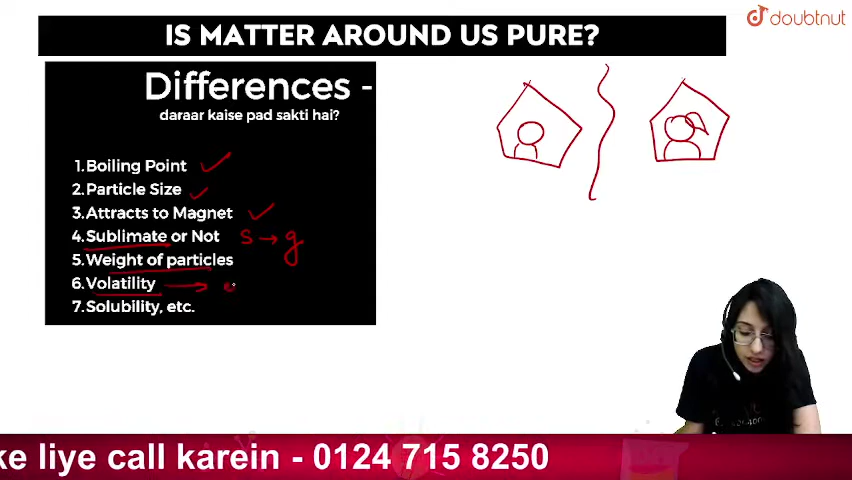 IS MATTER AROUND US PURE?
doubtnut
Differences -
daraar kaise pad sakti hai?
1. Boiling Point
2. Particle Size
3. Attracts to Magnet
4. Sublimate or Not S → g
5. Weight of particles
6. Volatility →
7. Solubility, etc.
ke liye call karein - 0124 715 8250